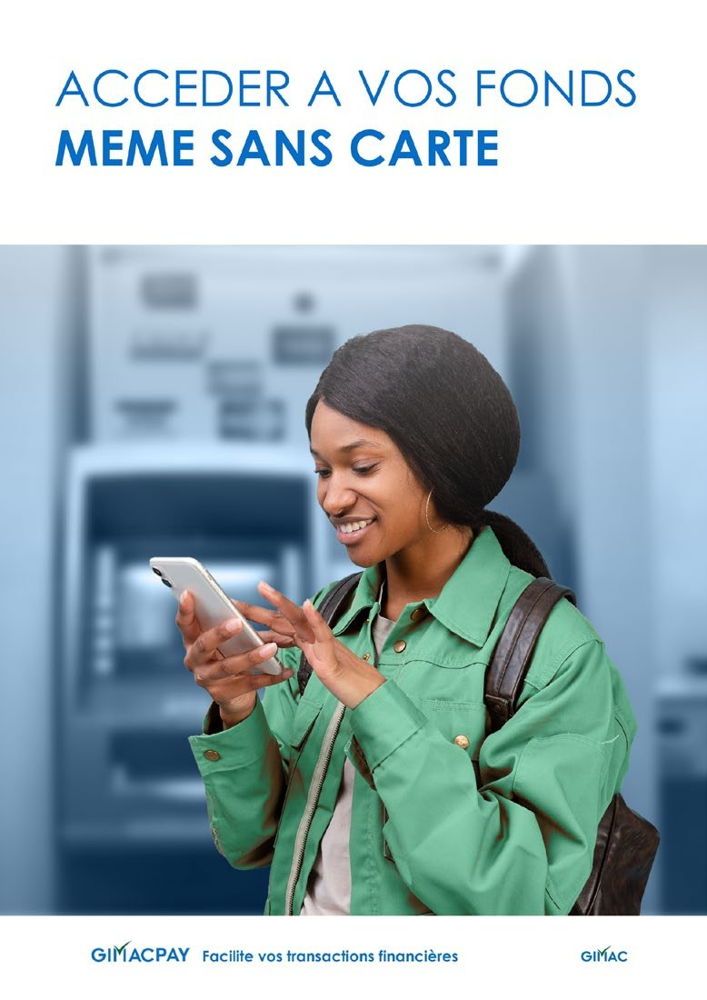 ACCEDER A VOS FONDS
MEME SANS CARTE
GIMACPAY Facilite vos transactions financières
GIMAC